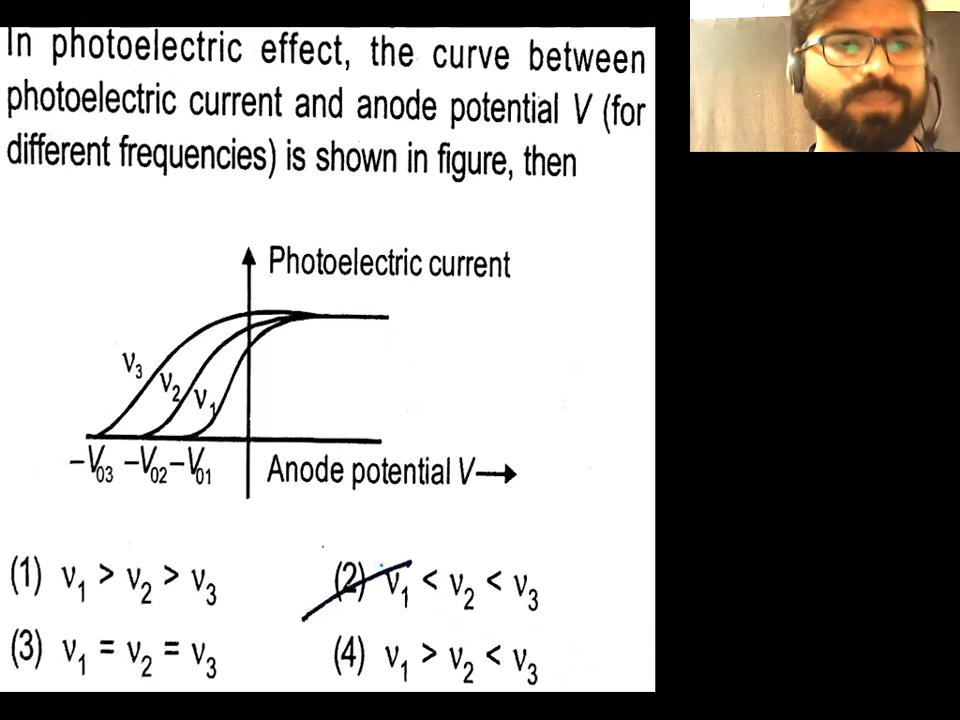 In photoelectric effect, the curve between
photoelectric current and anode potential V (for
different frequencies) is shown in figure, then
Photoelectric current
ν3
ν2
ν1
–V03 –V02 –V01
Anode potential V→
(1) ν1 > ν2 > ν3
(2) ν1 < ν2 < ν3
(3) ν1 = ν2 = ν3
(4) ν1 > ν2 < ν3